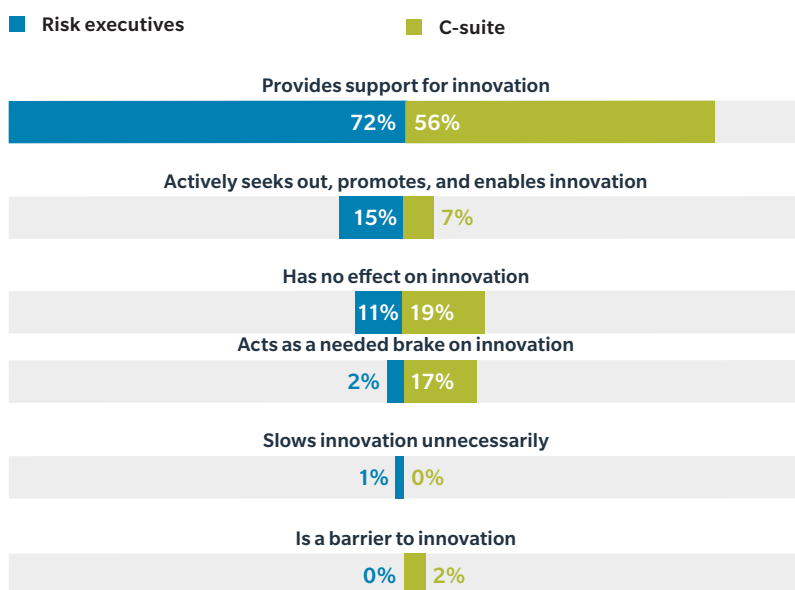 Risk executives
C-suite
Provides support for innovation
72% 56%
Actively seeks out, promotes, and enables innovation
15% 7%
Has no effect on innovation
11% 19%
Acts as a needed brake on innovation
2% 17%
Slows innovation unnecessarily
1% 0%
Is a barrier to innovation
0% 2%